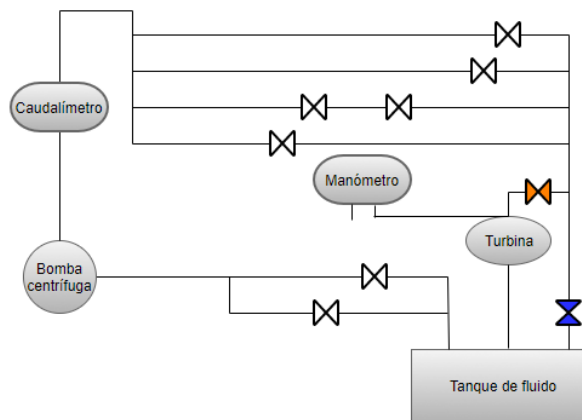 Caudalímetro
Manómetro
Turbina
Bomba
centrífuga
Tanque de fluido